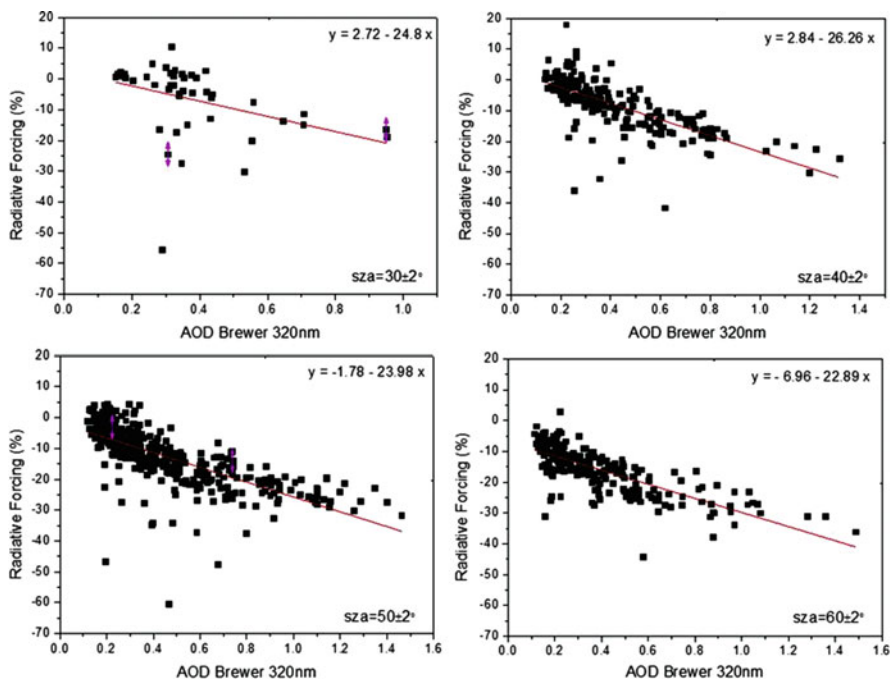 y = 2.72 - 24.8 x
20
10
0
-10
-20
-30
-40
-50
-60
-70
Radiative Forcing (%)
sza=30±2°
0.0 0.2 0.4 0.6 0.8 1.0
AOD Brewer 320nm
y = 2.84 - 26.26 x
20
10
0
-10
-20
-30
-40
-50
-60
-70
Radiative Forcing (%)
sza=40±2°
0.0 0.2 0.4 0.6 0.8 1.0 1.2 1.4
AOD Brewer 320nm
y = -1.78 - 23.98 x
20
10
0
-10
-20
-30
-40
-50
-60
-70
Radiative Forcing (%)
sza=50±2°
0.0 0.2 0.4 0.6 0.8 1.0 1.2 1.4 1.6
AOD Brewer 320nm
y = - 6.96 - 22.89 x
20
10
0
-10
-20
-30
-40
-50
-60
-70
Radiative Forcing (%)
sza=60±2°
0.0 0.2 0.4 0.6 0.8 1.0 1.2 1.4 1.6
AOD Brewer 320nm